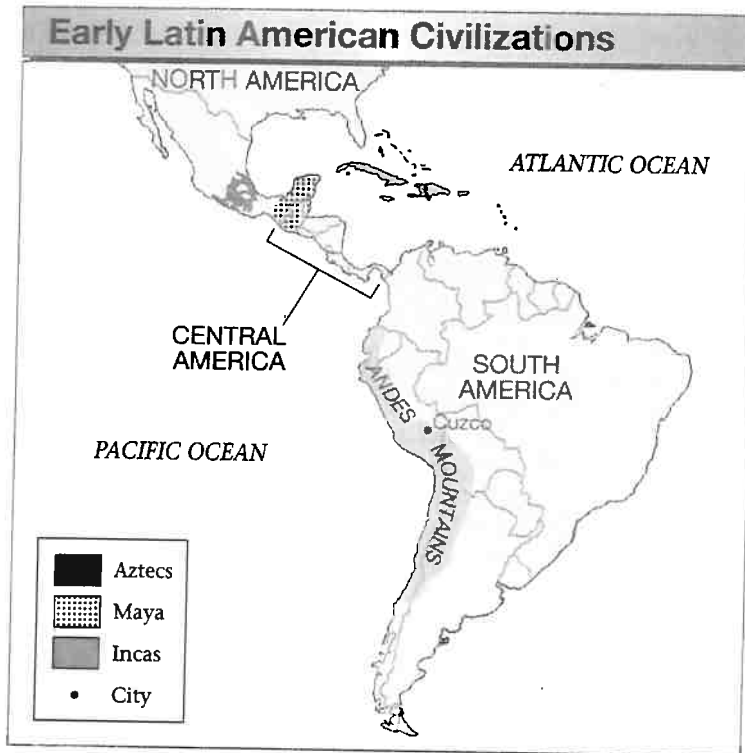 Early Latin American Civilizations
NORTH AMERICA
ATLANTIC OCEAN
CENTRAL
AMERICA
SOUTH
AMERICA
ANDES
Cuzco
MOUNTAINS
PACIFIC OCEAN
Aztecs
Maya
Incas
City